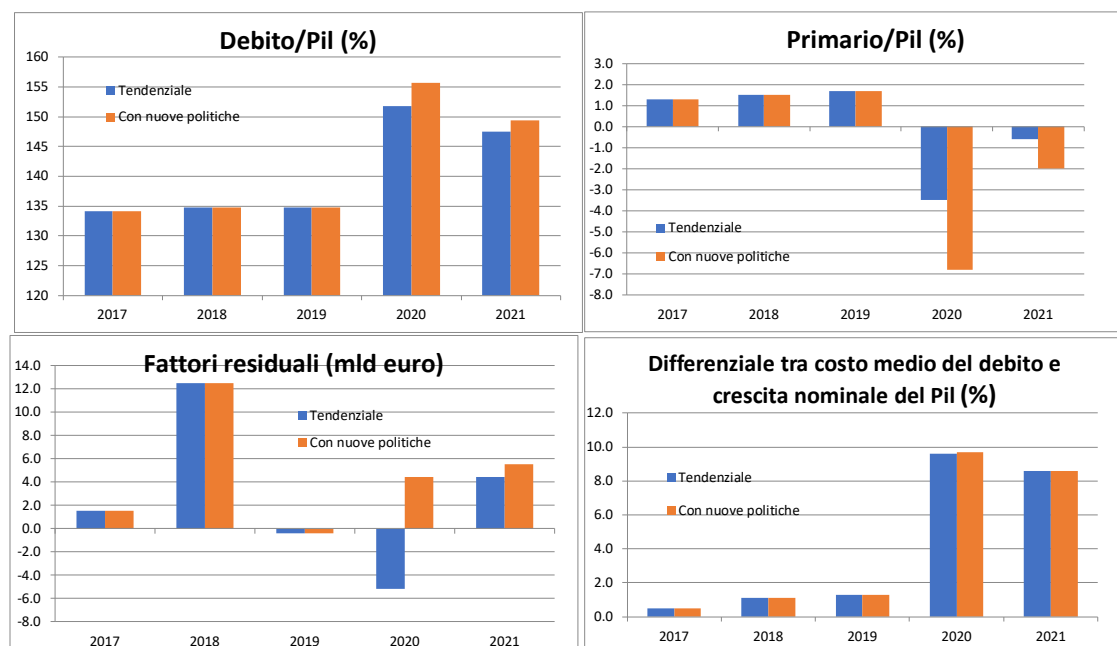 Debito/Pil (%)
160
155
150
145
140
135
130
125
120
Tendenziale
Con nuove politiche
2017 2018 2019 2020 2021
Primario/Pil (%)
3.0
2.0
1.0
0.0
-1.0
-2.0
-3.0
-4.0
-5.0
-6.0
-7.0
-8.0
Tendenziale
Con nuove politiche
2017 2018 2019 2020 2021
Fattori residuali (mld euro)
14.0
12.0
10.0
8.0
6.0
4.0
2.0
0.0
-2.0
-4.0
-6.0
-8.0
Tendenziale
Con nuove politiche
2017 2018 2019 2020 2021
Differenziale tra costo medio del debito e
crescita nominale del Pil (%)
12.0
10.0
8.0
6.0
4.0
2.0
0.0
Tendenziale
Con nuove politiche
2017 2018 2019 2020 2021